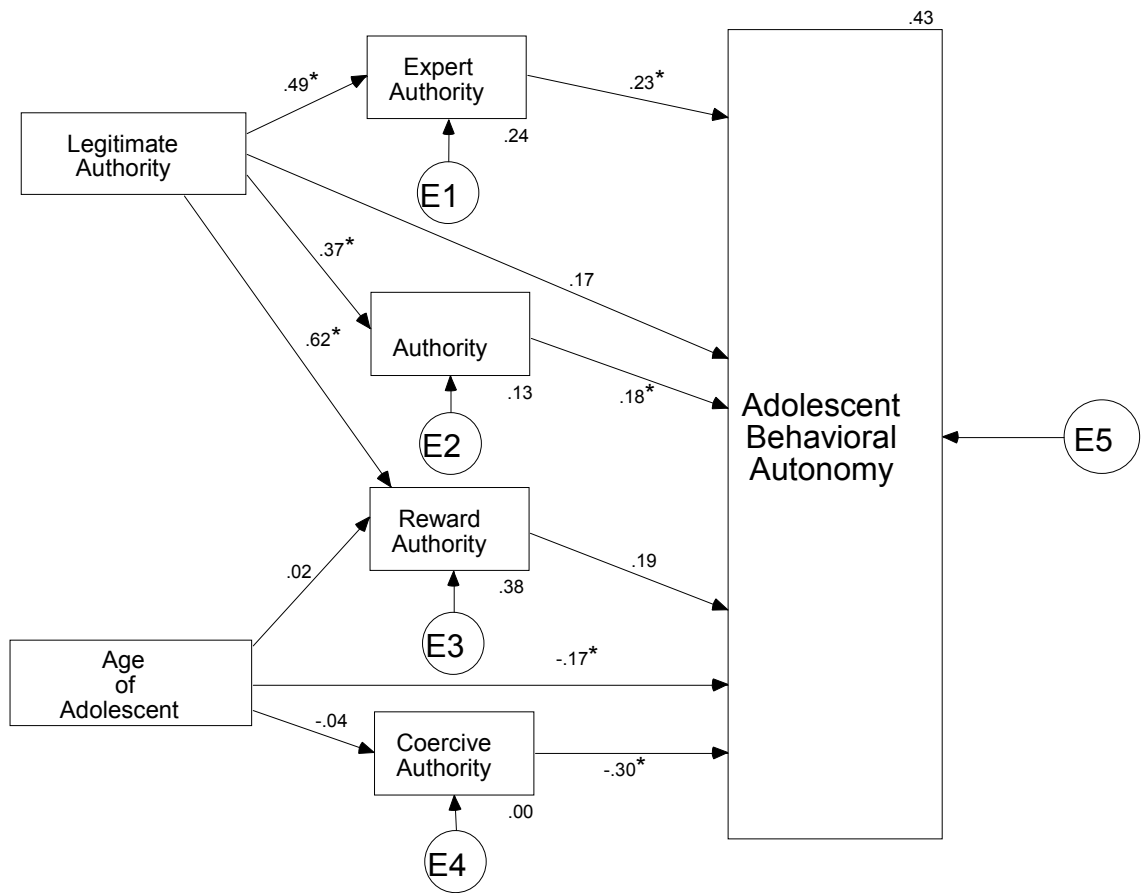 .43
Expert
Authority
.49*
.23*
.24
Legitimate
Authority
E1
.37*
.17
.62*
Authority
.13
.18*
E2
Adolescent
Behavioral
Autonomy
E5
Reward
Authority
.19
.02
.38
E3
Age
of
Adolescent
-.17*
-.04
Coercive
Authority
-.30*
.00
E4